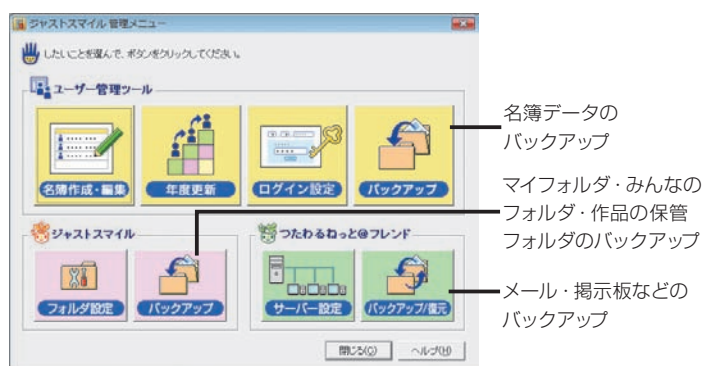 ジャストスマイル 管理メニュー
したいことを選んで、ボタンをクリックしてください。
ユーザー管理ツール
名簿作成・編集
年度更新
ログイン設定
バックアップ
ジャストスマイル
フォルダ設定
バックアップ
つたわるねっと@フレンド
サーバー設定
バックアップ/復元
閉じる(C)
ヘルプ(H)
名簿データの
バックアップ
マイフォルダ・みんなの
フォルダ・作品の保管
フォルダのバックアップ
メール・掲示板などの
バックアップ